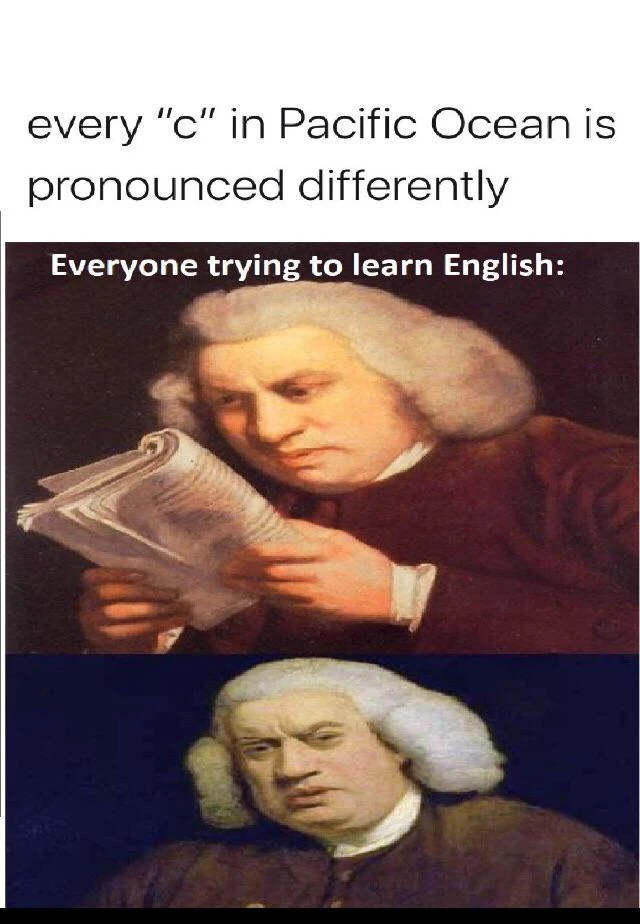 every "c" in Pacific Ocean is
pronounced differently
Everyone trying to learn English: